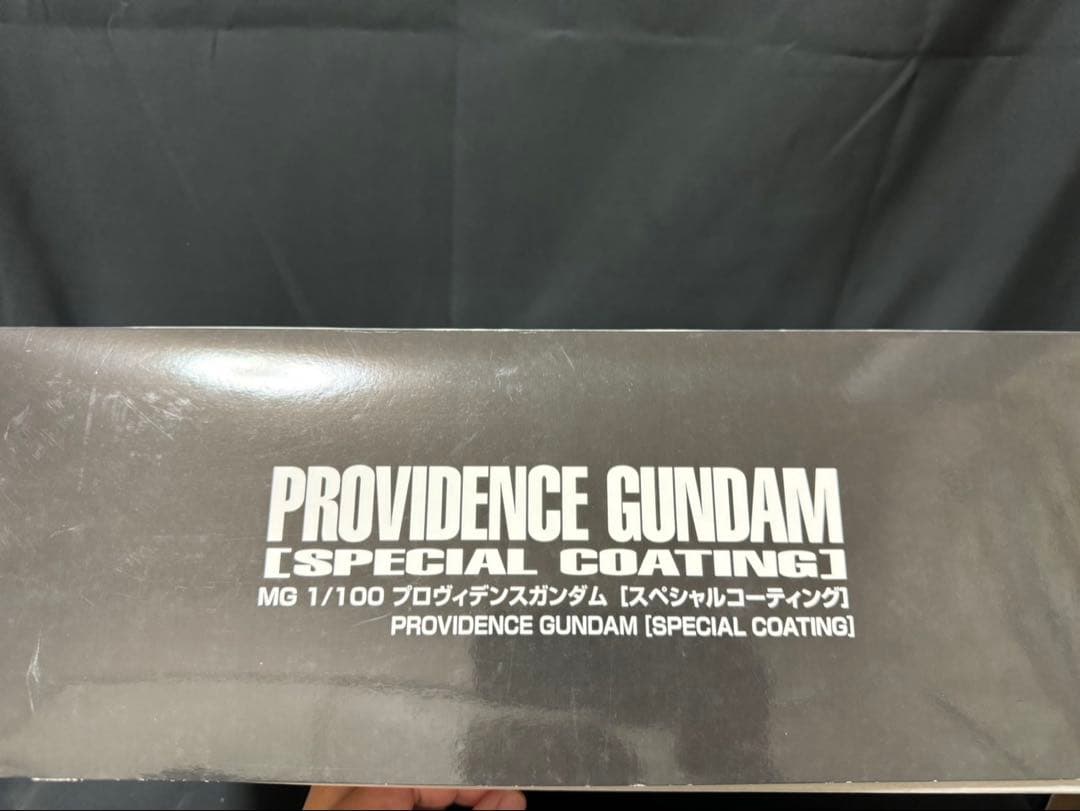 PROVIDENCE GUNDAM
[SPECIAL COATING]
MG 1/100 プロヴィデンスガンダム [スペシャルコーティング]
PROVIDENCE GUNDAM [SPECIAL COATING]